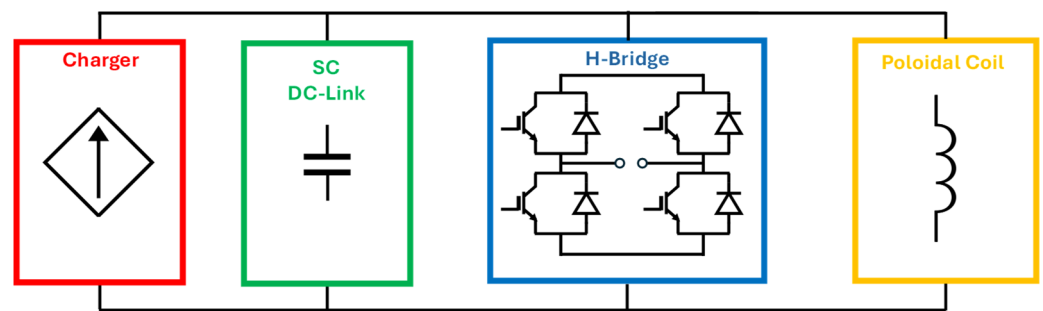 Charger
SC
DC-Link
H-Bridge
Poloidal Coil